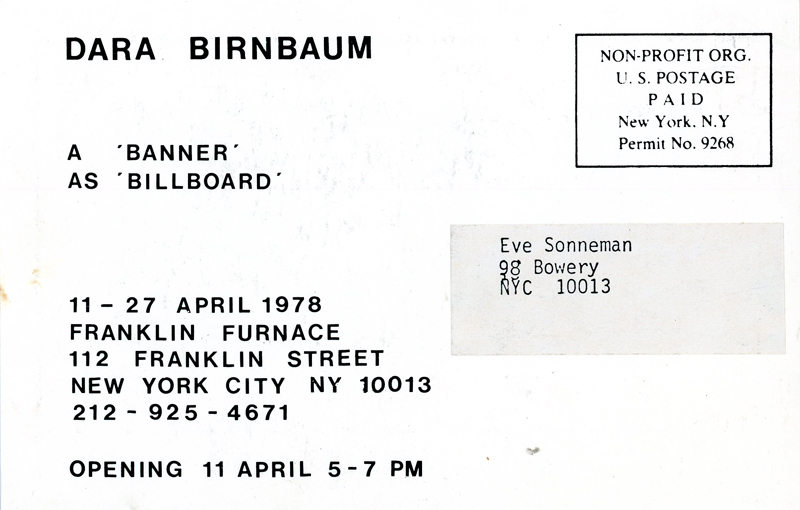 DARA BIRNBAUM
A ´BANNER´
AS ´BILLBOARD´
11 – 27 APRIL 1978
FRANKLIN FURNACE
112 FRANKLIN STREET
NEW YORK CITY NY 10013
212 - 925 - 4671
OPENING 11 APRIL 5 - 7 PM
NON-PROFIT ORG.
U. S. POSTAGE
PAID
New York, N.Y
Permit No. 9268
Eve Sonneman
98 Bowery
NYC 10013